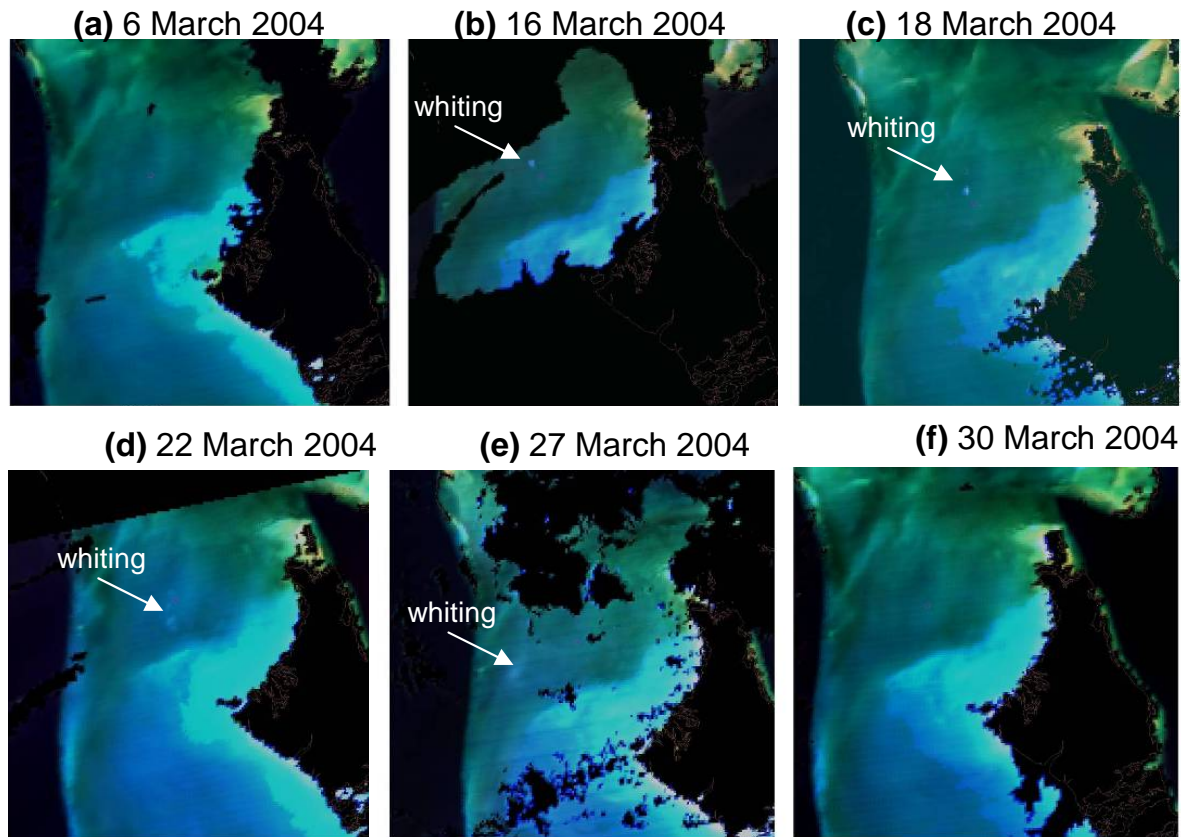 (a) 6 March 2004
(b) 16 March 2004
(c) 18 March 2004
whiting
whiting
(d) 22 March 2004
(e) 27 March 2004
(f) 30 March 2004
whiting
whiting